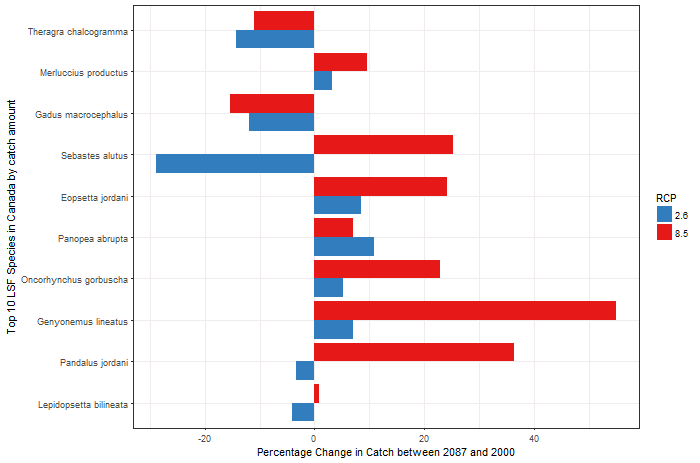 Top 10 LSF Species in Canada by catch amount
Theragra chalcogramma
Merluccius productus
Gadus macrocephalus
Sebastes alutus
Eopsetta jordani
Panopea abrupta
Oncorhynchus gorbuscha
Genyonemus lineatus
Pandalus jordani
Lepidopsetta bilineata
-20 0 20 40
Percentage Change in Catch between 2087 and 2000
RCP
2.6
8.5